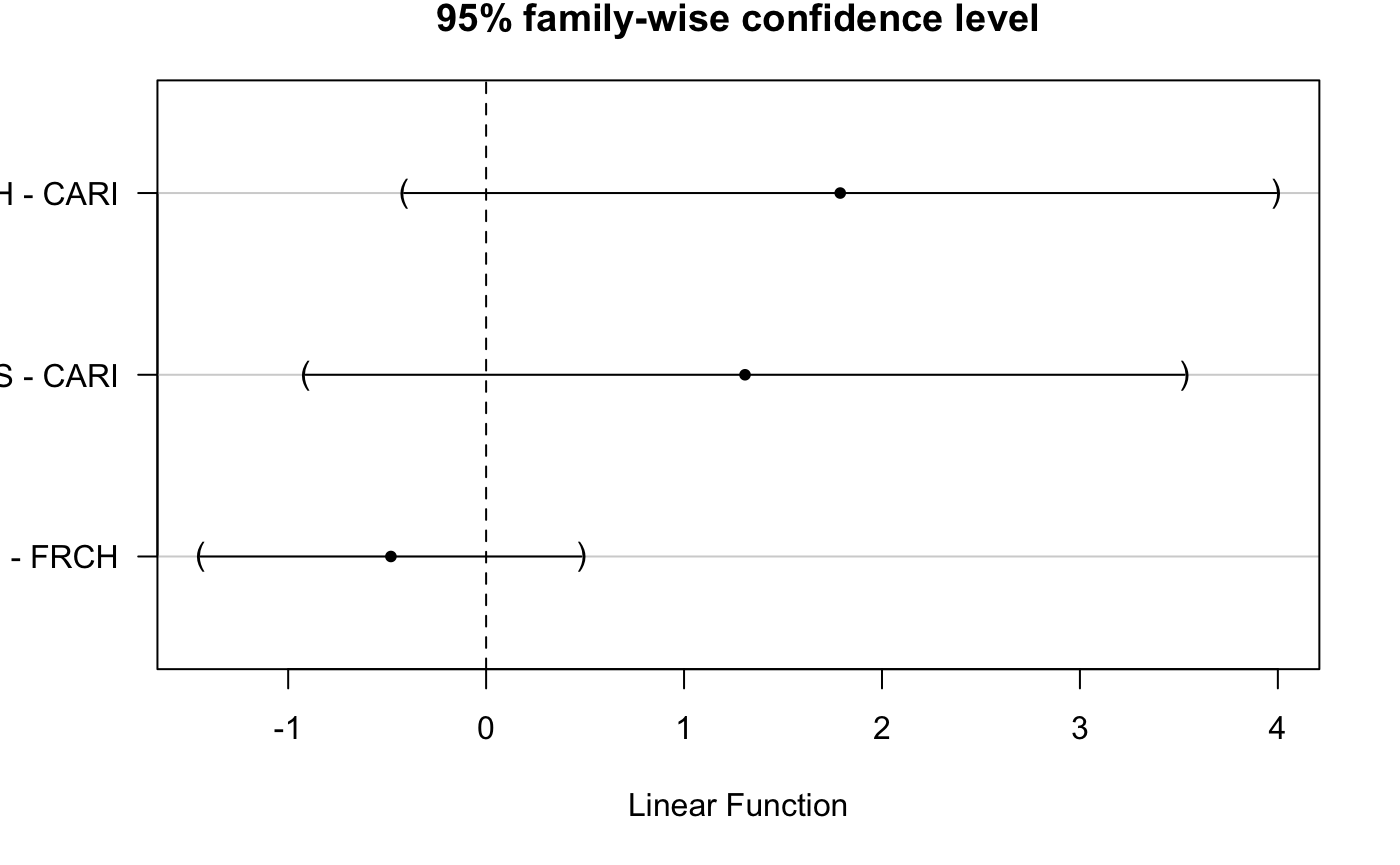 95% family-wise confidence level
H - CARI
S - CARI
- FRCH
-1 0 1 2 3 4
Linear Function